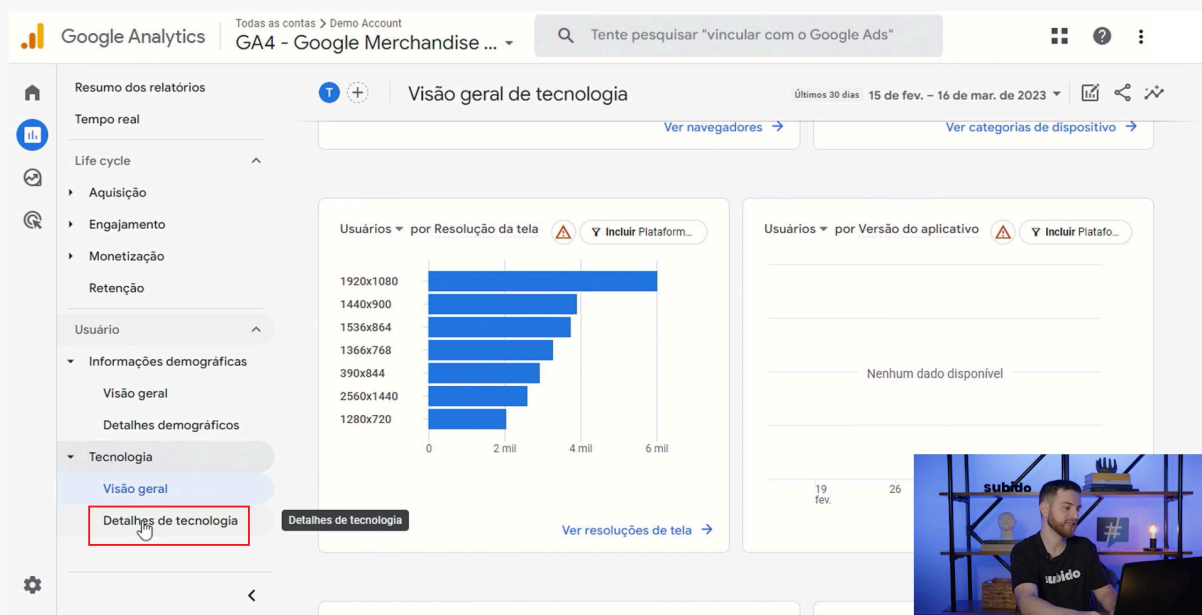 Google Analytics
Todas as contas > Demo Account
GA4 - Google Merchandise ...
Tente pesquisar "vincular com o Google Ads"
Resumo dos relatórios
Tempo real
Life cycle
Aquisição
Engajamento
Monetização
Retenção
Usuário
Informações demográficas
Visão geral
Detalhes demográficos
Tecnologia
Visão geral
Detalhes de tecnologia
Detalhes de tecnologia
T
Visão geral de tecnologia
Últimos 30 dias 15 de fev. – 16 de mar. de 2023
Ver navegadores
Ver categorias de dispositivo
Usuários por Resolução da tela
Incluir Plataform...
1920x1080
1440x900
1536x864
1366x768
390x844
2560x1440
1280x720
0 2 mil 4 mil 6 mil
Ver resoluções de tela
Usuários por Versão do aplicativo
Incluir Platafo...
Nenhum dado disponível
19 26
fev.
subido
#
subido